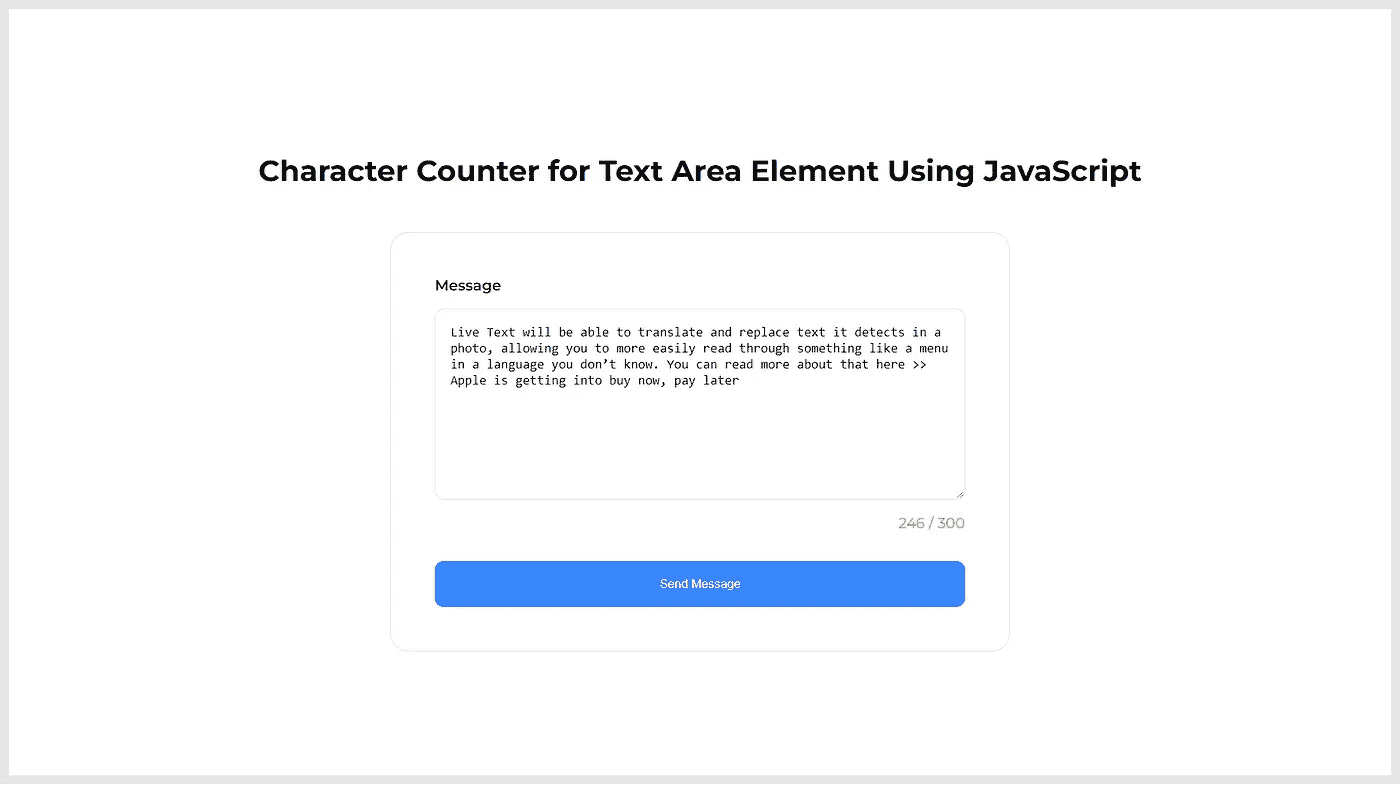 Character Counter for Text Area Element Using JavaScript
Message
Live Text will be able to translate and replace text it detects in a
photo, allowing you to more easily read through something like a menu
in a language you don’t know. You can read more about that here >>
Apple is getting into buy now, pay later
246 / 300
Send Message